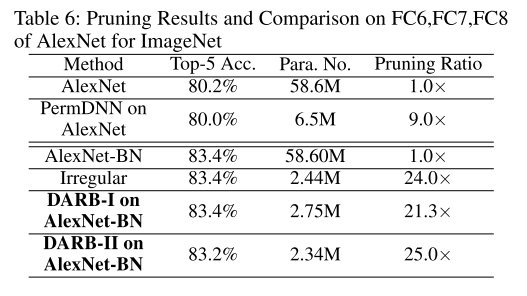 Table 6: Pruning Results and Comparison on FC6,FC7,FC8
of AlexNet for ImageNet
Method Top-5 Acc. Para. No. Pruning Ratio
AlexNet 80.2% 58.6M 1.0×
PermDNN on
AlexNet 80.0% 6.5M 9.0×
AlexNet-BN 83.4% 58.60M 1.0×
Irregular 83.4% 2.44M 24.0×
DARB-I on
AlexNet-BN 83.4% 2.75M 21.3×
DARB-II on
AlexNet-BN 83.2% 2.34M 25.0×